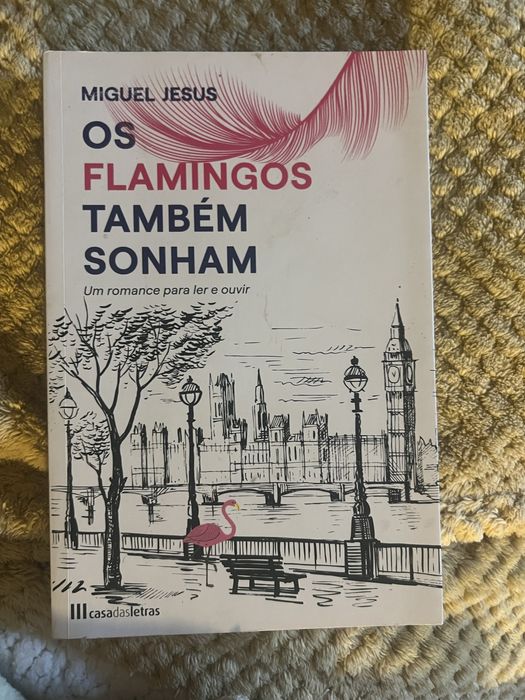 MIGUEL JESUS
OS
FLAMINGOS
TAMBÉM
SONHAM
Um romance para ler e ouvir
casadasletras